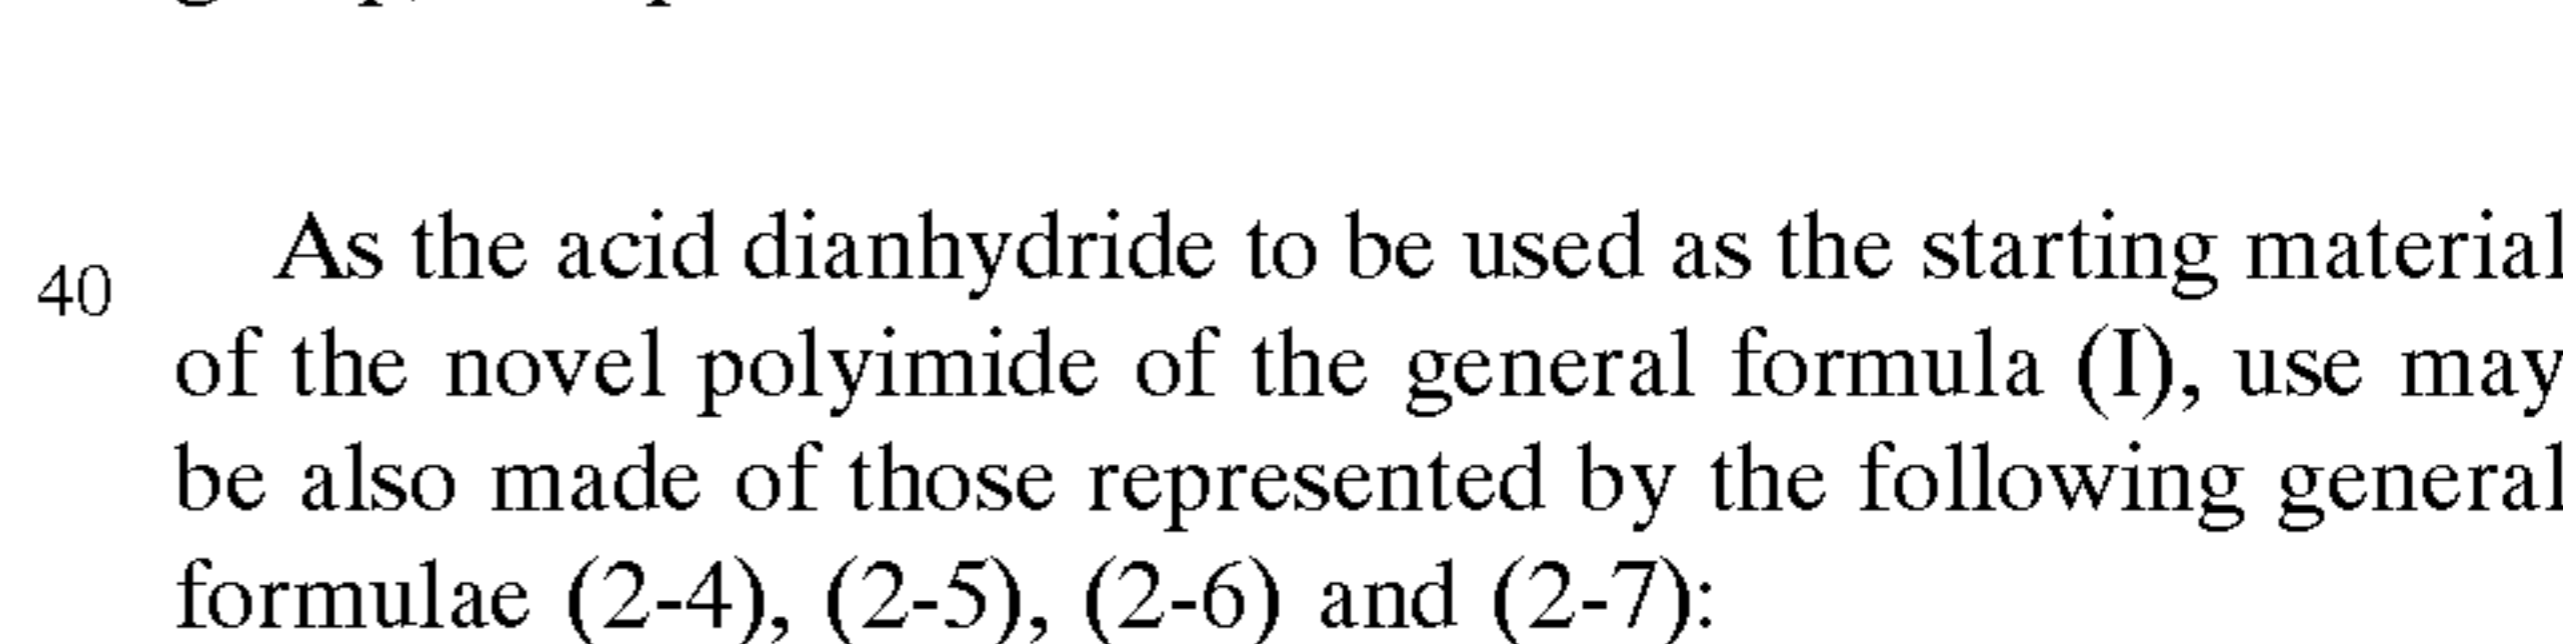 As the acid dianhydride to be used as the starting material
40
of the novel polyimide of the general formula (I), use may
be also made of those represented by the following general
formulae (2-4), (2-5), (2-6) and (2-7):